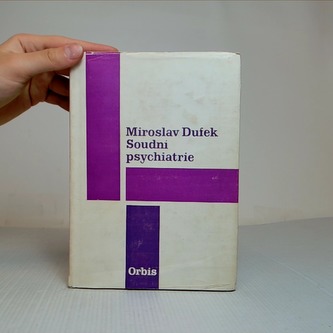 Miroslav Dufek
Soudní
psychiatrie
Orbis